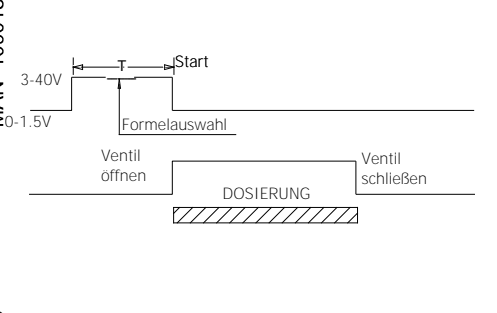 T
Start
3-40V
0-1.5V
Formelauswahl
Ventil
öffnen
Ventil
schließen
DOSIERUNG